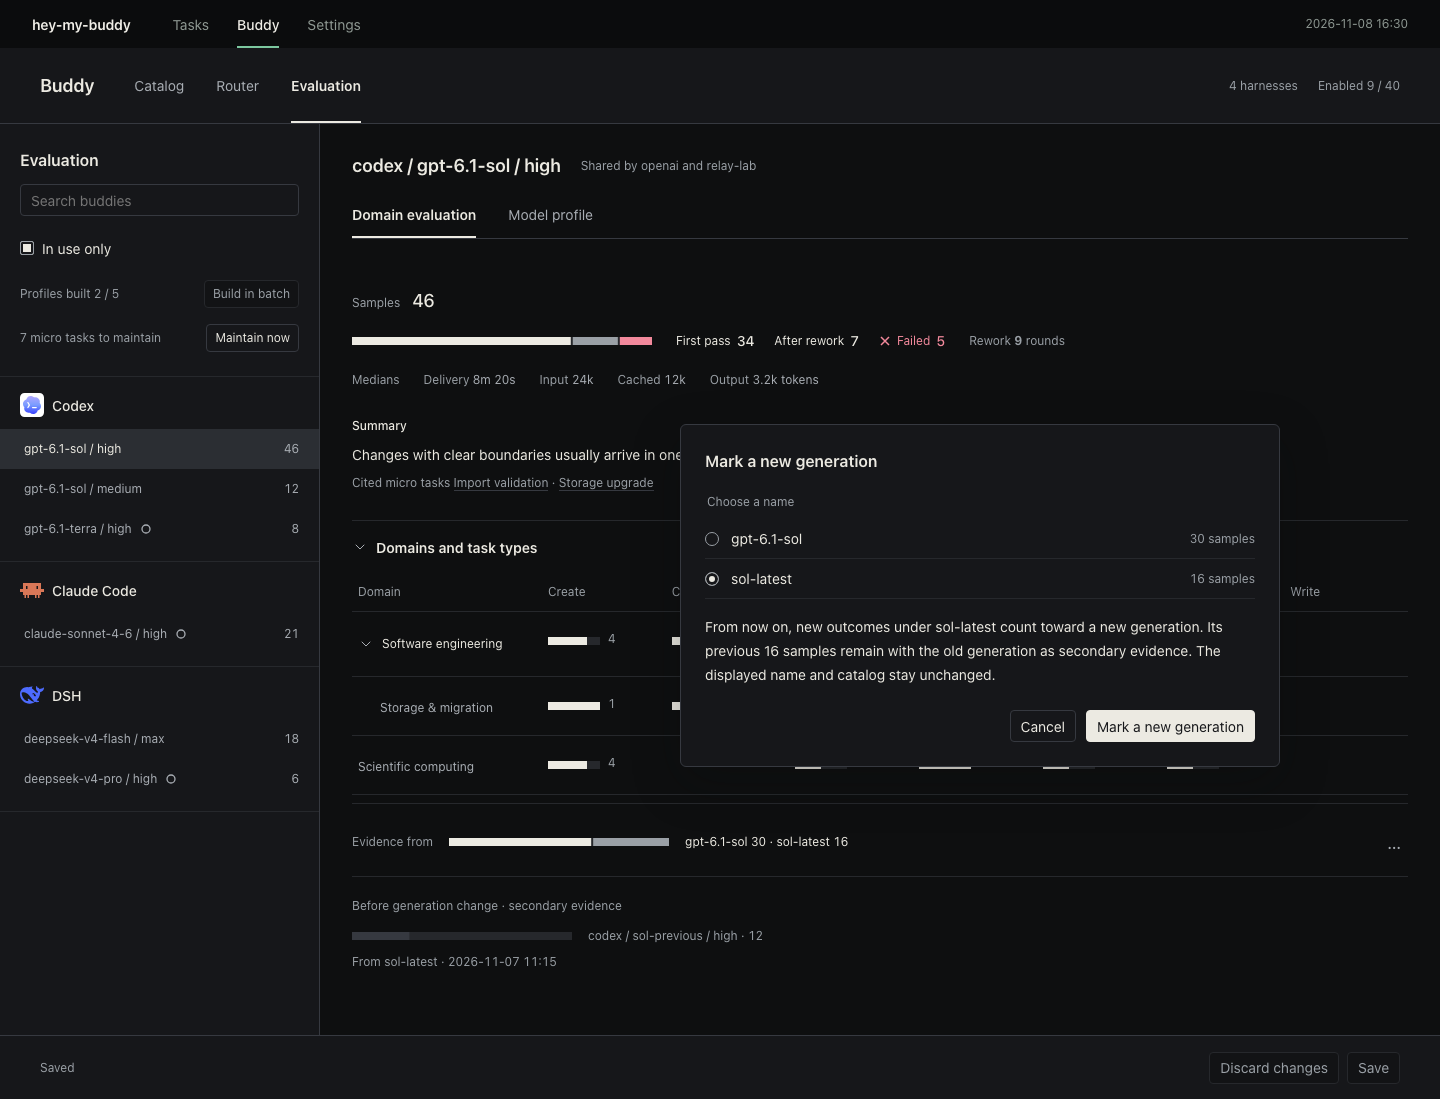 hey-my-buddy Tasks Buddy Settings 2026-11-08 16:30
Buddy Catalog Router Evaluation 4 harnesses Enabled 9 / 40
Evaluation
Search buddies
In use only
Profiles built 2 / 5 Build in batch
7 micro tasks to maintain Maintain now
Codex
gpt-6.1-sol / high 46
gpt-6.1-sol / medium 12
gpt-6.1-terra / high 8
Claude Code
claude-sonnet-4-6 / high 21
DSH
deepseek-v4-flash / max 18
deepseek-v4-pro / high 6
codex / gpt-6.1-sol / high Shared by openai and relay-lab
Domain evaluation Model profile
Samples 46
First pass 34 After rework 7 Failed 5 Rework 9 rounds
Medians Delivery 8m 20s Input 24k Cached 12k Output 3.2k tokens
Summary
Changes with clear boundaries usually arrive in one
Cited micro tasks Import validation · Storage upgrade
Domains and task types
Domain Create C Write
Software engineering 4
Storage & migration 1
Scientific computing 4
Evidence from gpt-6.1-sol 30 · sol-latest 16 ...
Before generation change · secondary evidence
codex / sol-previous / high · 12
From sol-latest · 2026-11-07 11:15
Mark a new generation
Choose a name
gpt-6.1-sol 30 samples
sol-latest 16 samples
From now on, new outcomes under sol-latest count toward a new generation. Its
previous 16 samples remain with the old generation as secondary evidence. The
displayed name and catalog stay unchanged.
Cancel Mark a new generation
Saved Discard changes Save